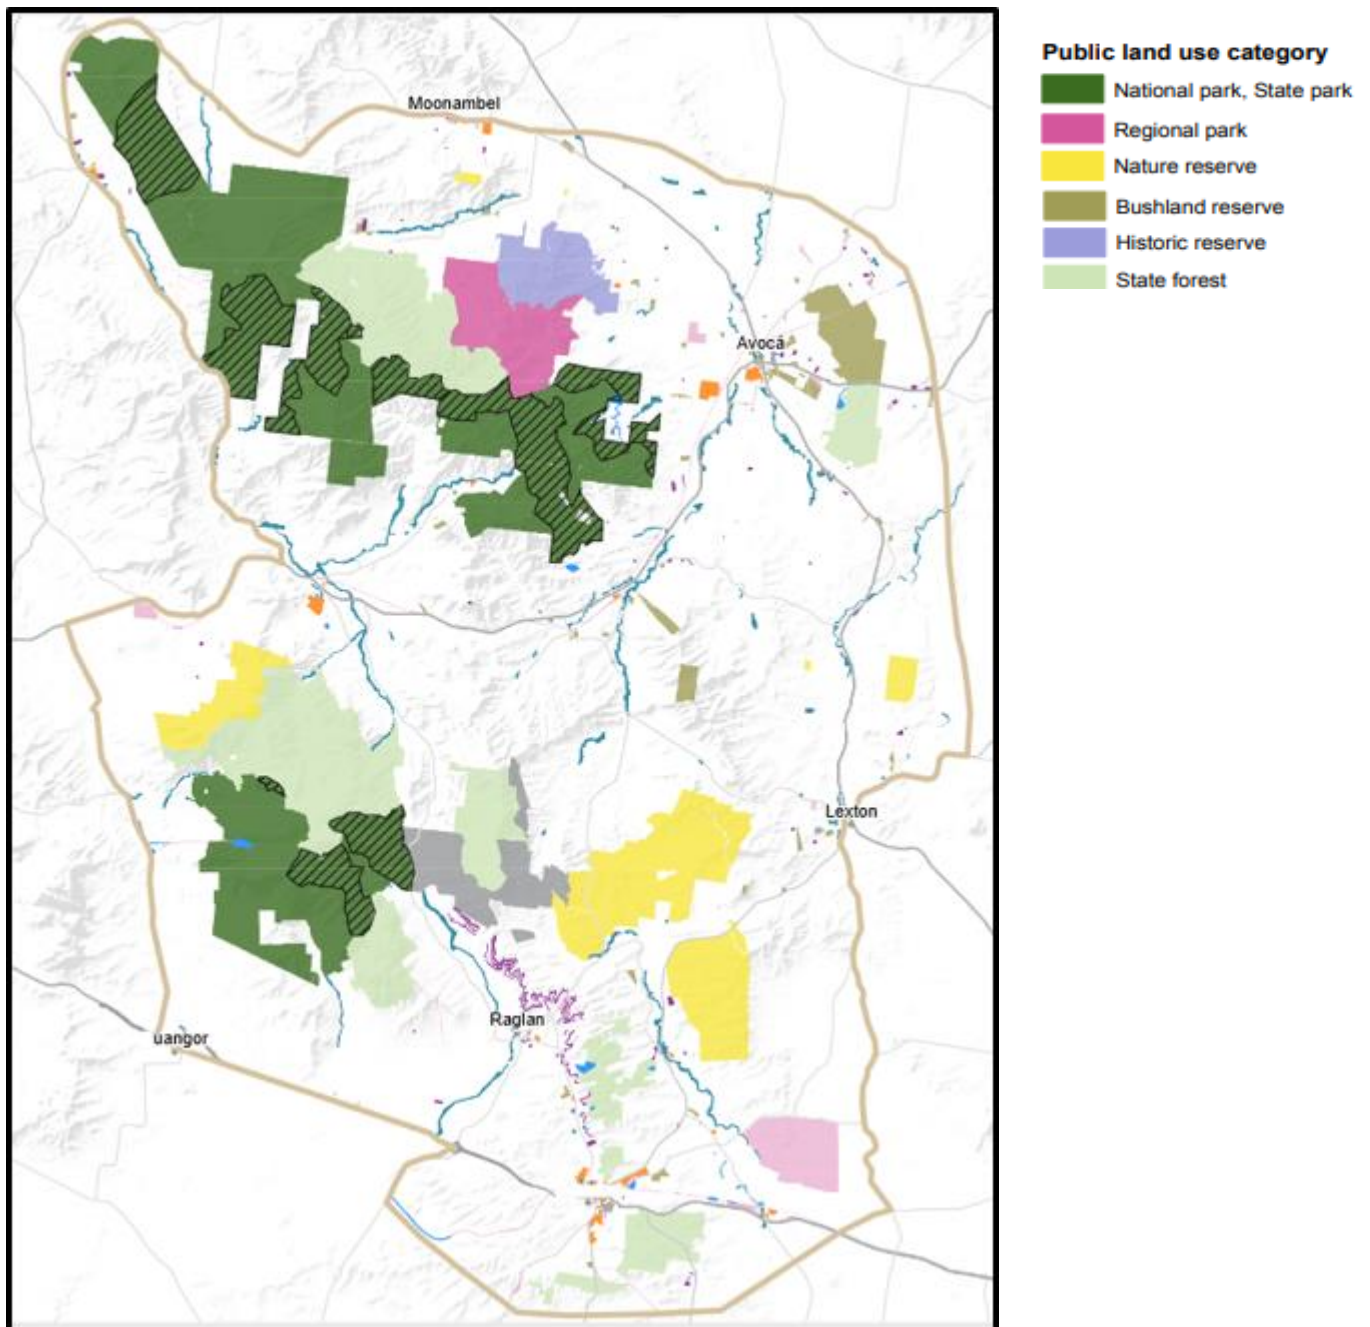 Public land use category
National park, State park
Regional park
Nature reserve
Bushland reserve
Historic reserve
State forest
Moonambel
Avoca
Lexton
Raglan
uangor